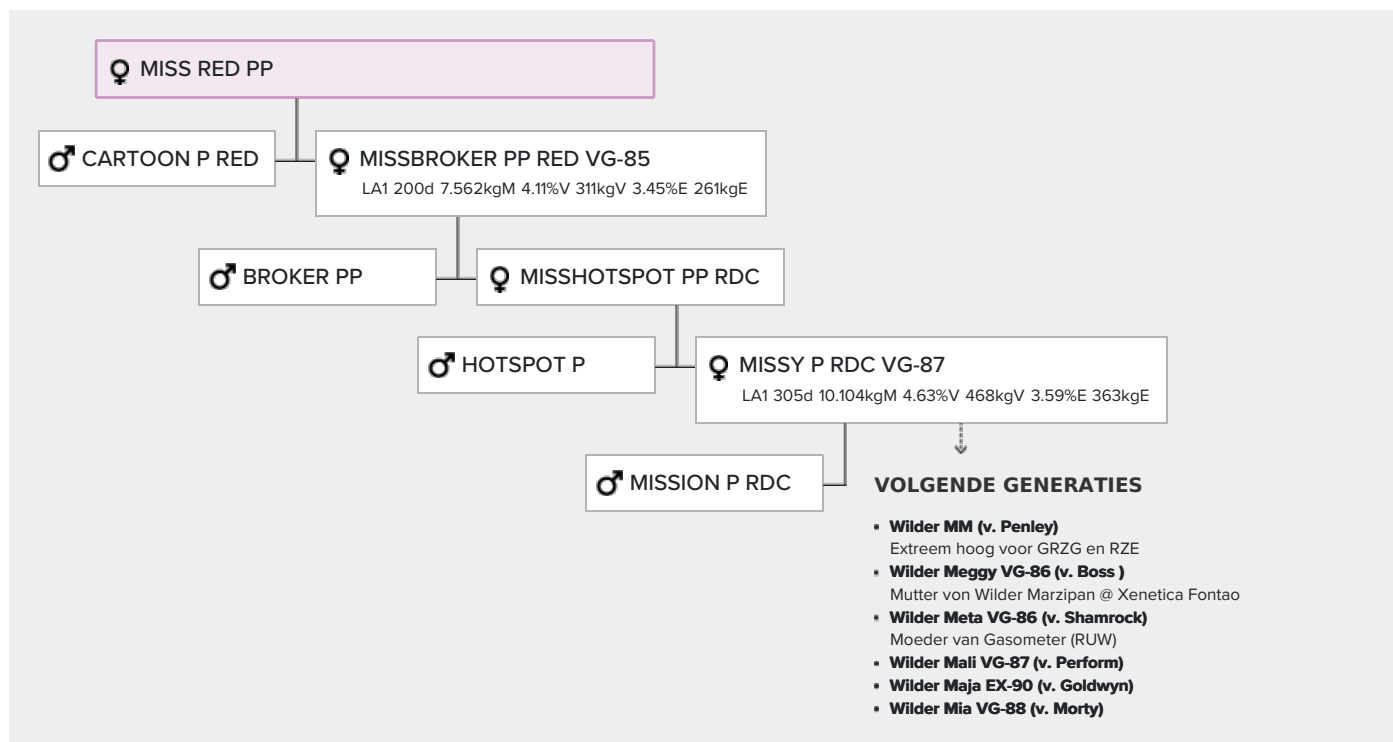 MISS RED PP
CARTOON P RED
MISSBROKER PP RED VG-85
LA1 200d 7.562kgM 4.11%V 311kgV 3.45%E 261kgE
BROKER PP
MISSHOTSPOT PP RDC
HOTSPOT P
MISSY P RDC VG-87
LA1 305d 10.104kgM 4.63%V 468kgV 3.59%E 363kgE
MISSION P RDC
VOLGENDE GENERATIES
Wilder MM (v. Penley)
Extreem hoog voor GRZG en RZE
Wilder Meggy VG-86 (v. Boss )
Mutter von Wilder Marzipan @ Xenetica Fontao
Wilder Meta VG-86 (v. Shamrock)
Moeder van Gasometer (RUW)
Wilder Mali VG-87 (v. Perform)
Wilder Maja EX-90 (v. Goldwyn)
Wilder Mia VG-88 (v. Morty)